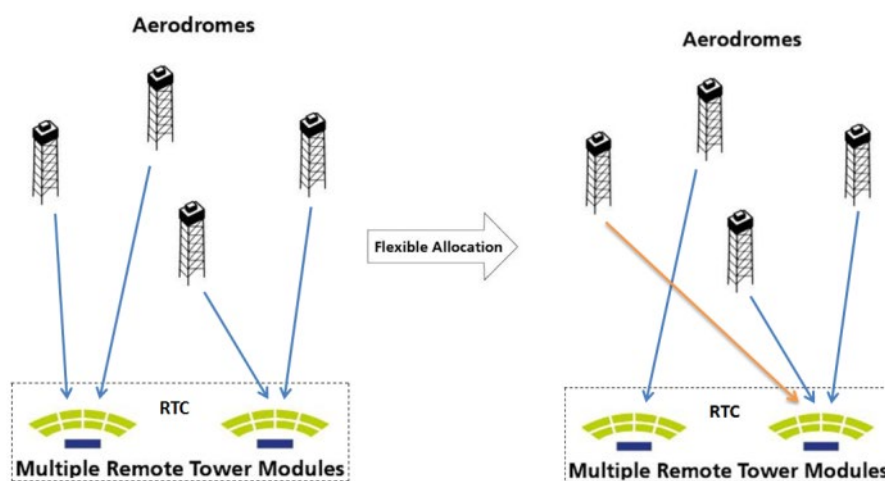 Aerodromes
RTC
Multiple Remote Tower Modules
Flexible Allocation
Aerodromes
RTC
Multiple Remote Tower Modules